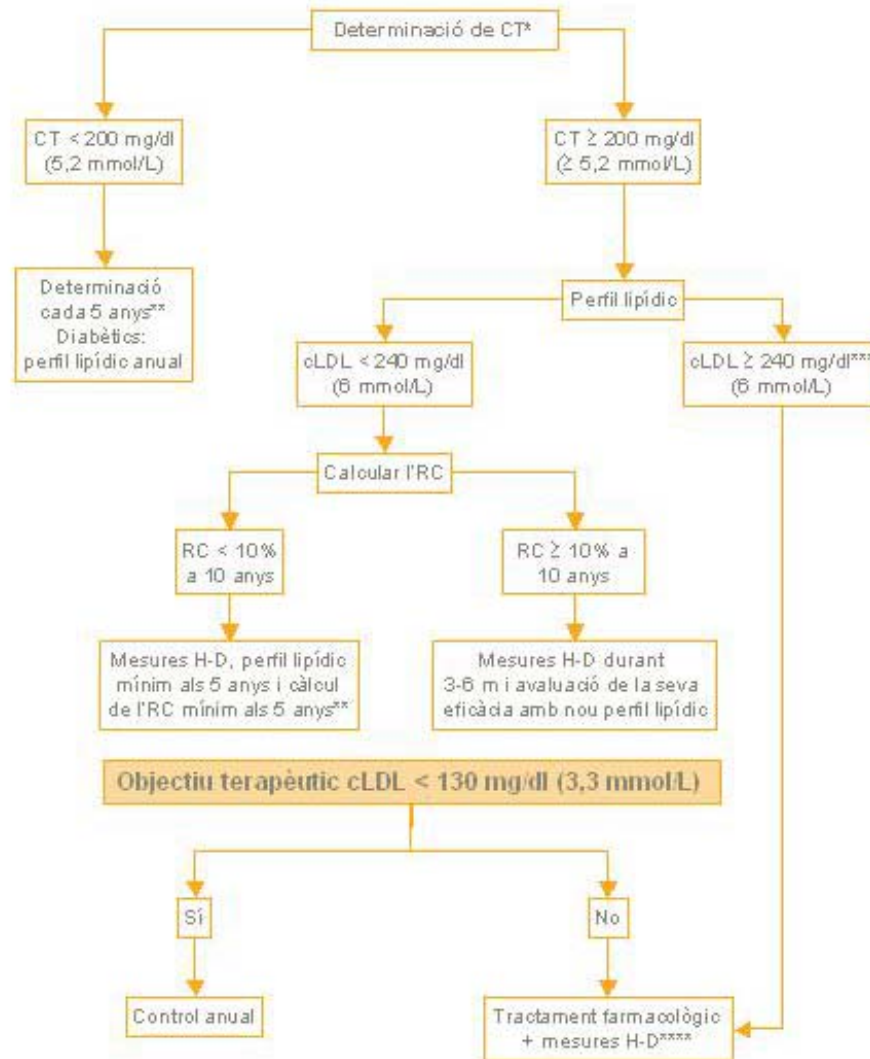 Determinació de CT*
CT < 200 mg/dl
(5,2 mmol/L)
CT ≥ 200 mg/dl
(≥ 5,2 mmol/L)
Determinació
cada 5 anys**
Diabètics:
perfil lipídic anual
Perfil lipídic
cLDL < 240 mg/dl
(6 mmol/L)
cLDL ≥ 240 mg/dl***
(6 mmol/L)
Calcular l'RC
RC < 10%
a 10 anys
RC ≥ 10% a
10 anys
Mesures H-D, perfil lipídic
mínim als 5 anys i càlcul
de l'RC mínim als 5 anys**
Mesures H-D durant
3-6 m i avaluació de la seva
eficàcia amb nou perfil lipídic
Objectiu terapèutic cLDL < 130 mg/dl (3,3 mmol/L)
Sí
No
Control anual
Tractament farmacològic
+ mesures H-D****